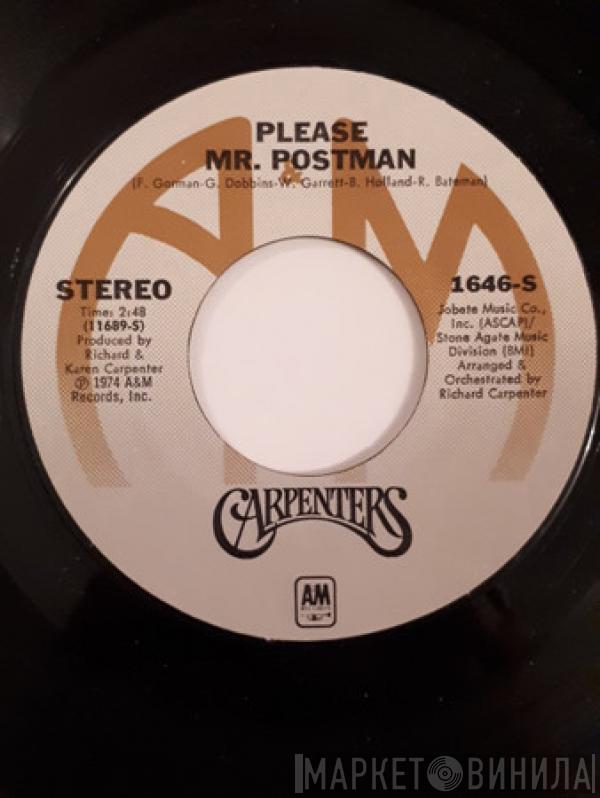 PLEASE
MR. POSTMAN
(F. Gorman-G. Dobbins-W. Garrett-B. Holland-R. Bateman)
STEREO
Time: 2:48
(11689-S)
Produced by
Richard &
Karen Carpenter
℗ 1974 A&M
Records, Inc.
1646-S
Jobete Music Co.,
Inc. (ASCAP)/
Stone Agate Music
Division (BMI)
Arranged &
Orchestrated by
Richard Carpenter
CARPENTERS
A&M
МАРКЕТ ВИНИЛА